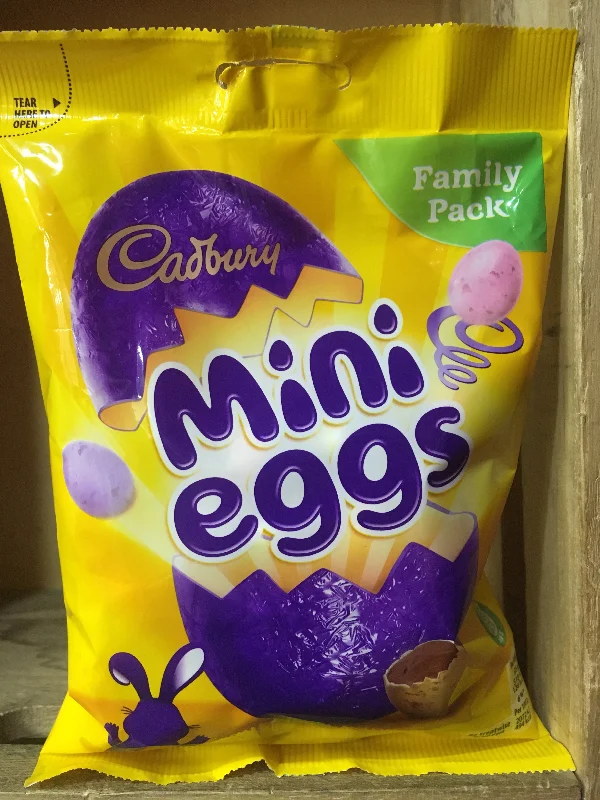 TEAR
HERE TO
OPEN
Family
Pack
Cadbury
Mini
eggs